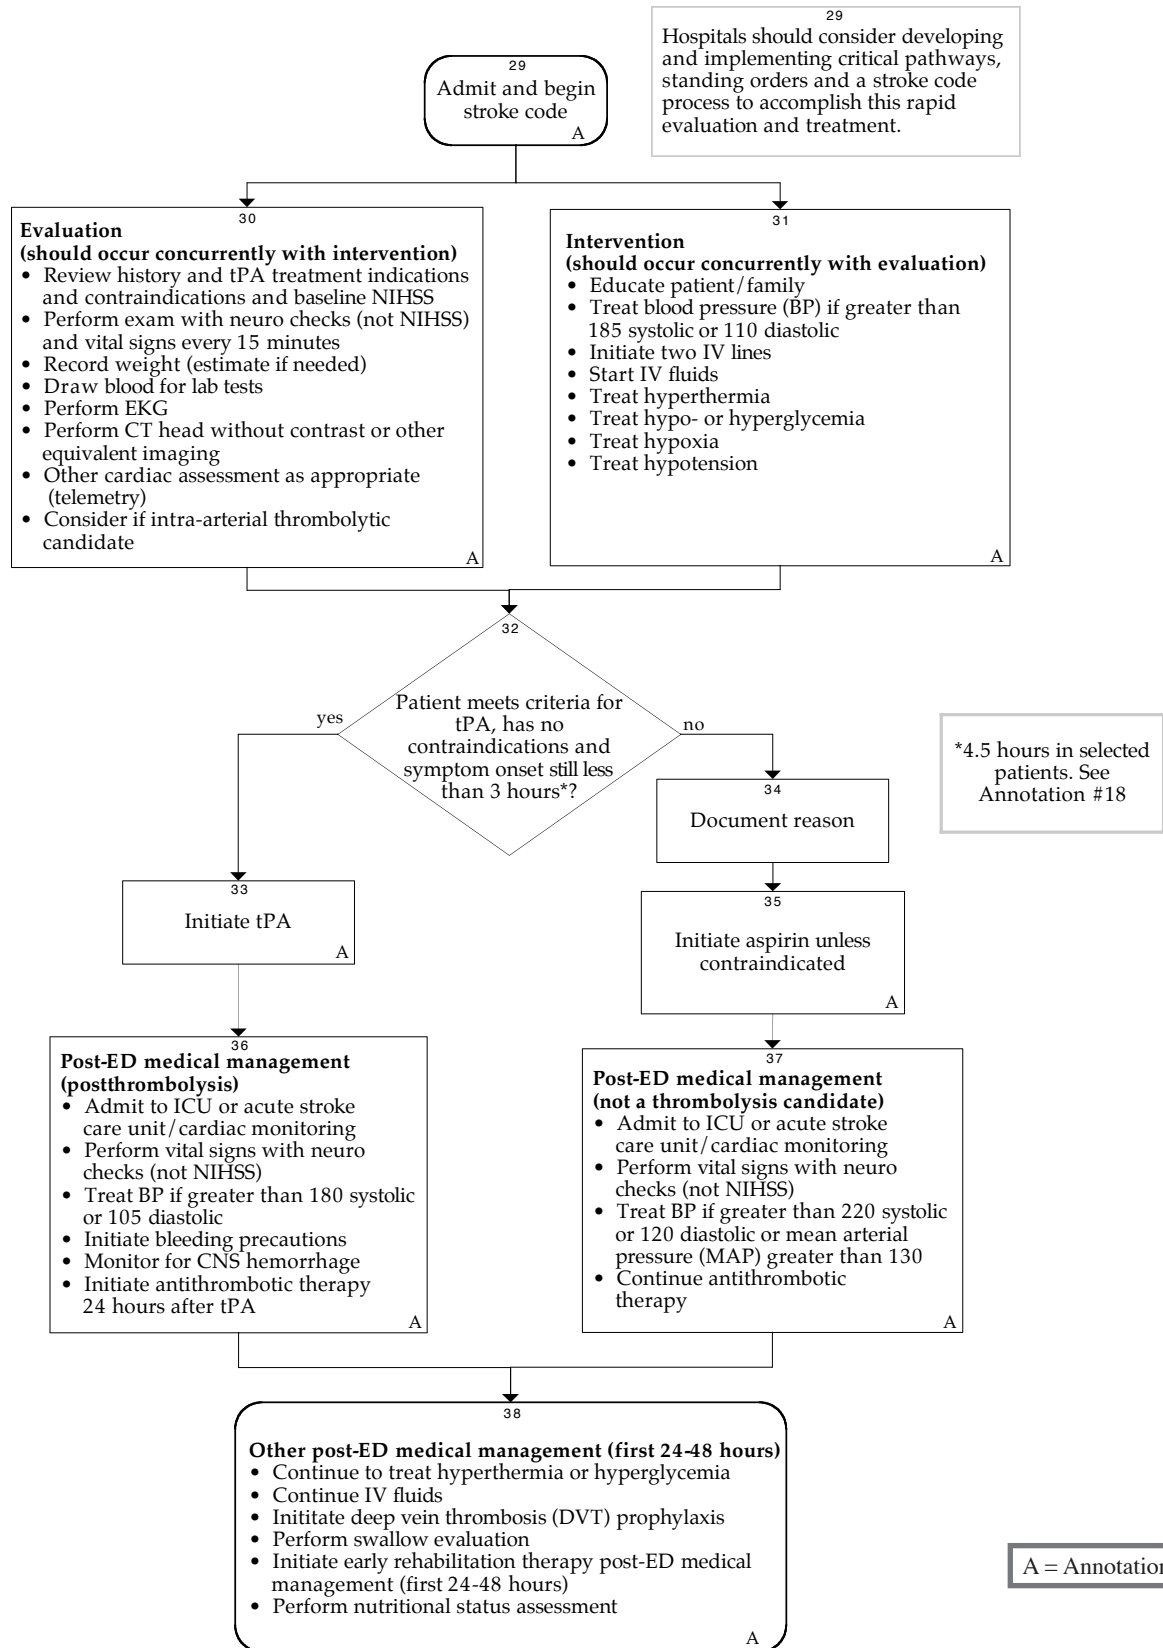 29
Admit and begin
stroke code
A
29
Hospitals should consider developing
and implementing critical pathways,
standing orders and a stroke code
process to accomplish this rapid
evaluation and treatment.
30
Evaluation
(should occur concurrently with intervention)
• Review history and tPA treatment indications
and contraindications and baseline NIHSS
• Perform exam with neuro checks (not NIHSS)
and vital signs every 15 minutes
• Record weight (estimate if needed)
• Draw blood for lab tests
• Perform EKG
• Perform CT head without contrast or other
equivalent imaging
• Other cardiac assessment as appropriate
(telemetry)
• Consider if intra-arterial thrombolytic
candidate
A
31
Intervention
(should occur concurrently with evaluation)
• Educate patient/family
• Treat blood pressure (BP) if greater than
185 systolic or 110 diastolic
• Initiate two IV lines
• Start IV fluids
• Treat hyperthermia
• Treat hypo- or hyperglycemia
• Treat hypoxia
• Treat hypotension
A
32
Patient meets criteria for
tPA, has no
contraindications and
symptom onset still less
than 3 hours*?
yes
no
*4.5 hours in selected
patients. See
Annotation #18
34
Document reason
33
Initiate tPA
A
35
Initiate aspirin unless
contraindicated
A
36
Post-ED medical management
(postthrombolysis)
• Admit to ICU or acute stroke
care unit/cardiac monitoring
• Perform vital signs with neuro
checks (not NIHSS)
• Treat BP if greater than 180 systolic
or 105 diastolic
• Initiate bleeding precautions
• Monitor for CNS hemorrhage
• Initiate antithrombotic therapy
24 hours after tPA
A
37
Post-ED medical management
(not a thrombolysis candidate)
• Admit to ICU or acute stroke
care unit/cardiac monitoring
• Perform vital signs with neuro
checks (not NIHSS)
• Treat BP if greater than 220 systolic
or 120 diastolic or mean arterial
pressure (MAP) greater than 130
• Continue antithrombotic
therapy
A
38
Other post-ED medical management (first 24-48 hours)
• Continue to treat hyperthermia or hyperglycemia
• Continue IV fluids
• Inititate deep vein thrombosis (DVT) prophylaxis
• Perform swallow evaluation
• Initiate early rehabilitation therapy post-ED medical
management (first 24-48 hours)
• Perform nutritional status assessment
A
A = Annotation